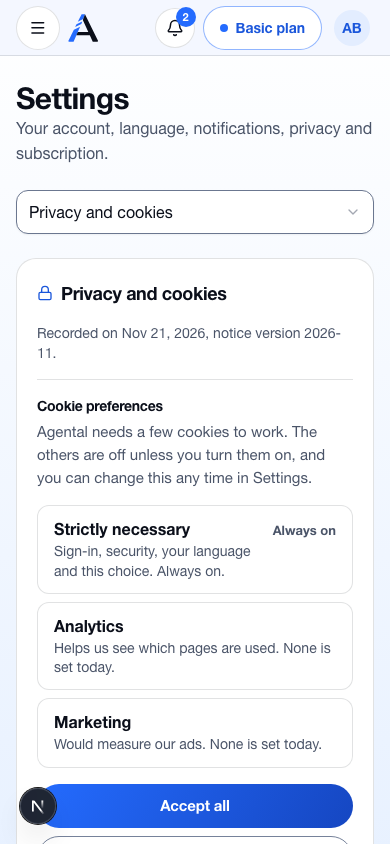 2
Basic plan
AB
Settings
Your account, language, notifications, privacy and
subscription.
Privacy and cookies
Privacy and cookies
Recorded on Nov 21, 2026, notice version 2026-
11.
Cookie preferences
Agental needs a few cookies to work. The
others are off unless you turn them on, and
you can change this any time in Settings.
Strictly necessary
Always on
Sign-in, security, your language
and this choice. Always on.
Analytics
Helps us see which pages are used. None is
set today.
Marketing
Would measure our ads. None is set today.
N
Accept all